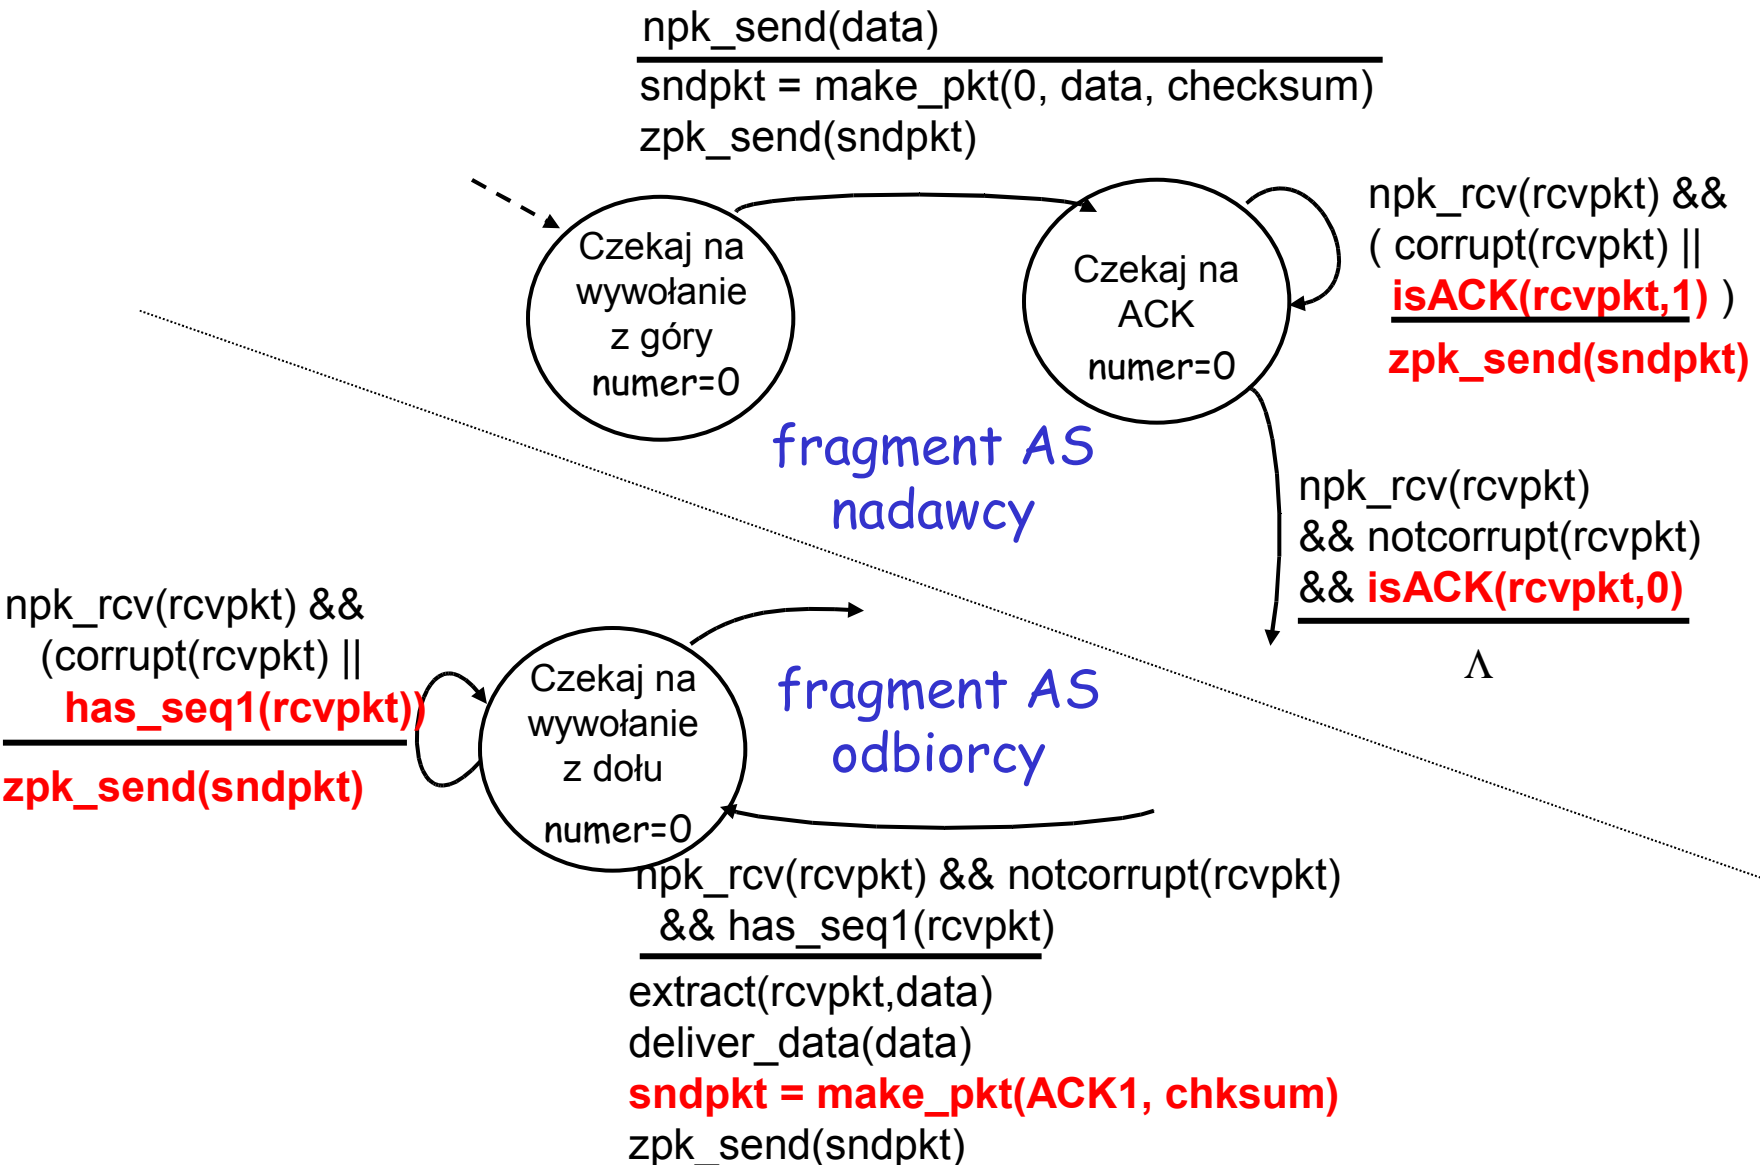 npk_send(data)
sndpkt = make_pkt(0, data, checksum)
zpk_send(sndpkt)
Czekaj na
wywołanie
z góry
numer=0
Czekaj na
ACK
numer=0
npk_rcv(rcvpkt) &&
( corrupt(rcvpkt) ||
isACK(rcvpkt,1) )
zpk_send(sndpkt)
fragment AS
nadawcy
npk_rcv(rcvpkt)
&& notcorrupt(rcvpkt)
&& isACK(rcvpkt,0)
Λ
npk_rcv(rcvpkt) &&
(corrupt(rcvpkt) ||
has_seq1(rcvpkt))
zpk_send(sndpkt)
Czekaj na
wywołanie
z dołu
numer=0
fragment AS
odbiorcy
npk_rcv(rcvpkt) && notcorrupt(rcvpkt)
&& has_seq1(rcvpkt)
extract(rcvpkt,data)
deliver_data(data)
sndpkt = make_pkt(ACK1, chksum)
zpk_send(sndpkt)